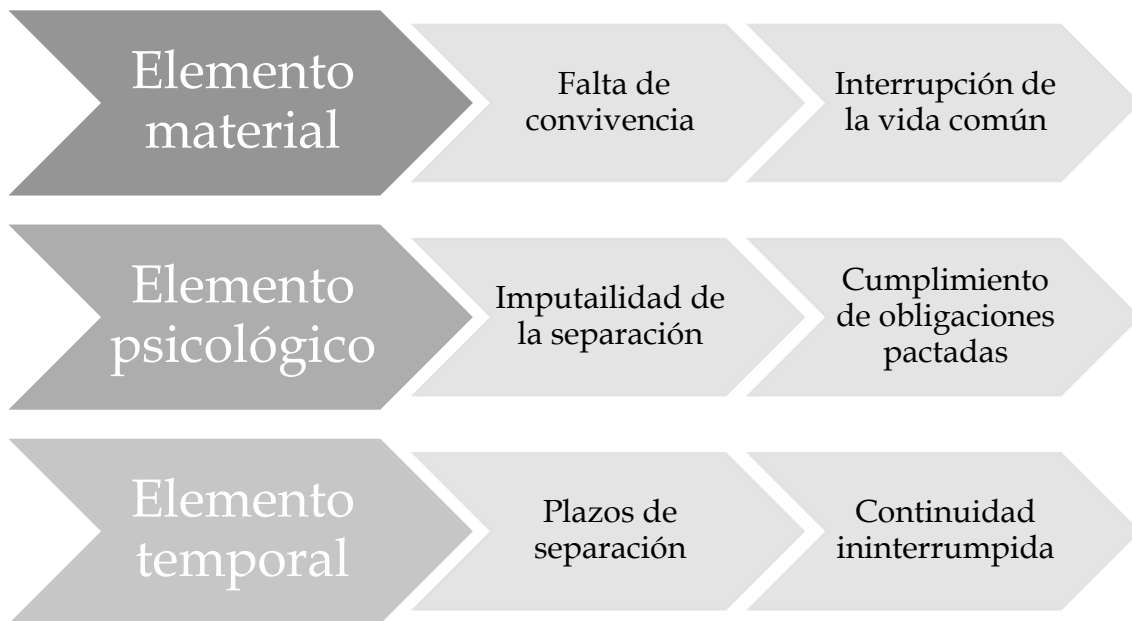 Elemento
material
Falta de
convivencia
Interrupción de
la vida común
Elemento
psicológico
Imputailidad de
la separación
Cumplimiento
de obligaciones
pactadas
Elemento
temporal
Plazos de
separación
Continuidad
ininterrumpida